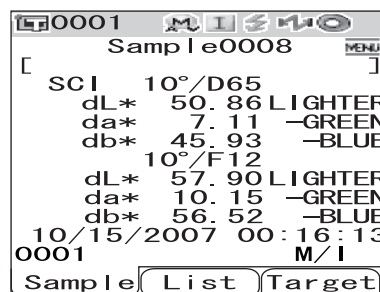 0001 M I
Sample0008 MENU
[ ]
SCI 10°/D65
dL* 50.86 LIGHTER
da* 7.11 -GREEN
db* 45.93 -BLUE
10°/F12
dL* 57.90 LIGHTER
da* 10.15 -GREEN
db* 56.52 -BLUE
10/15/2007 00:16:13
0001 M/I
Sample List Target